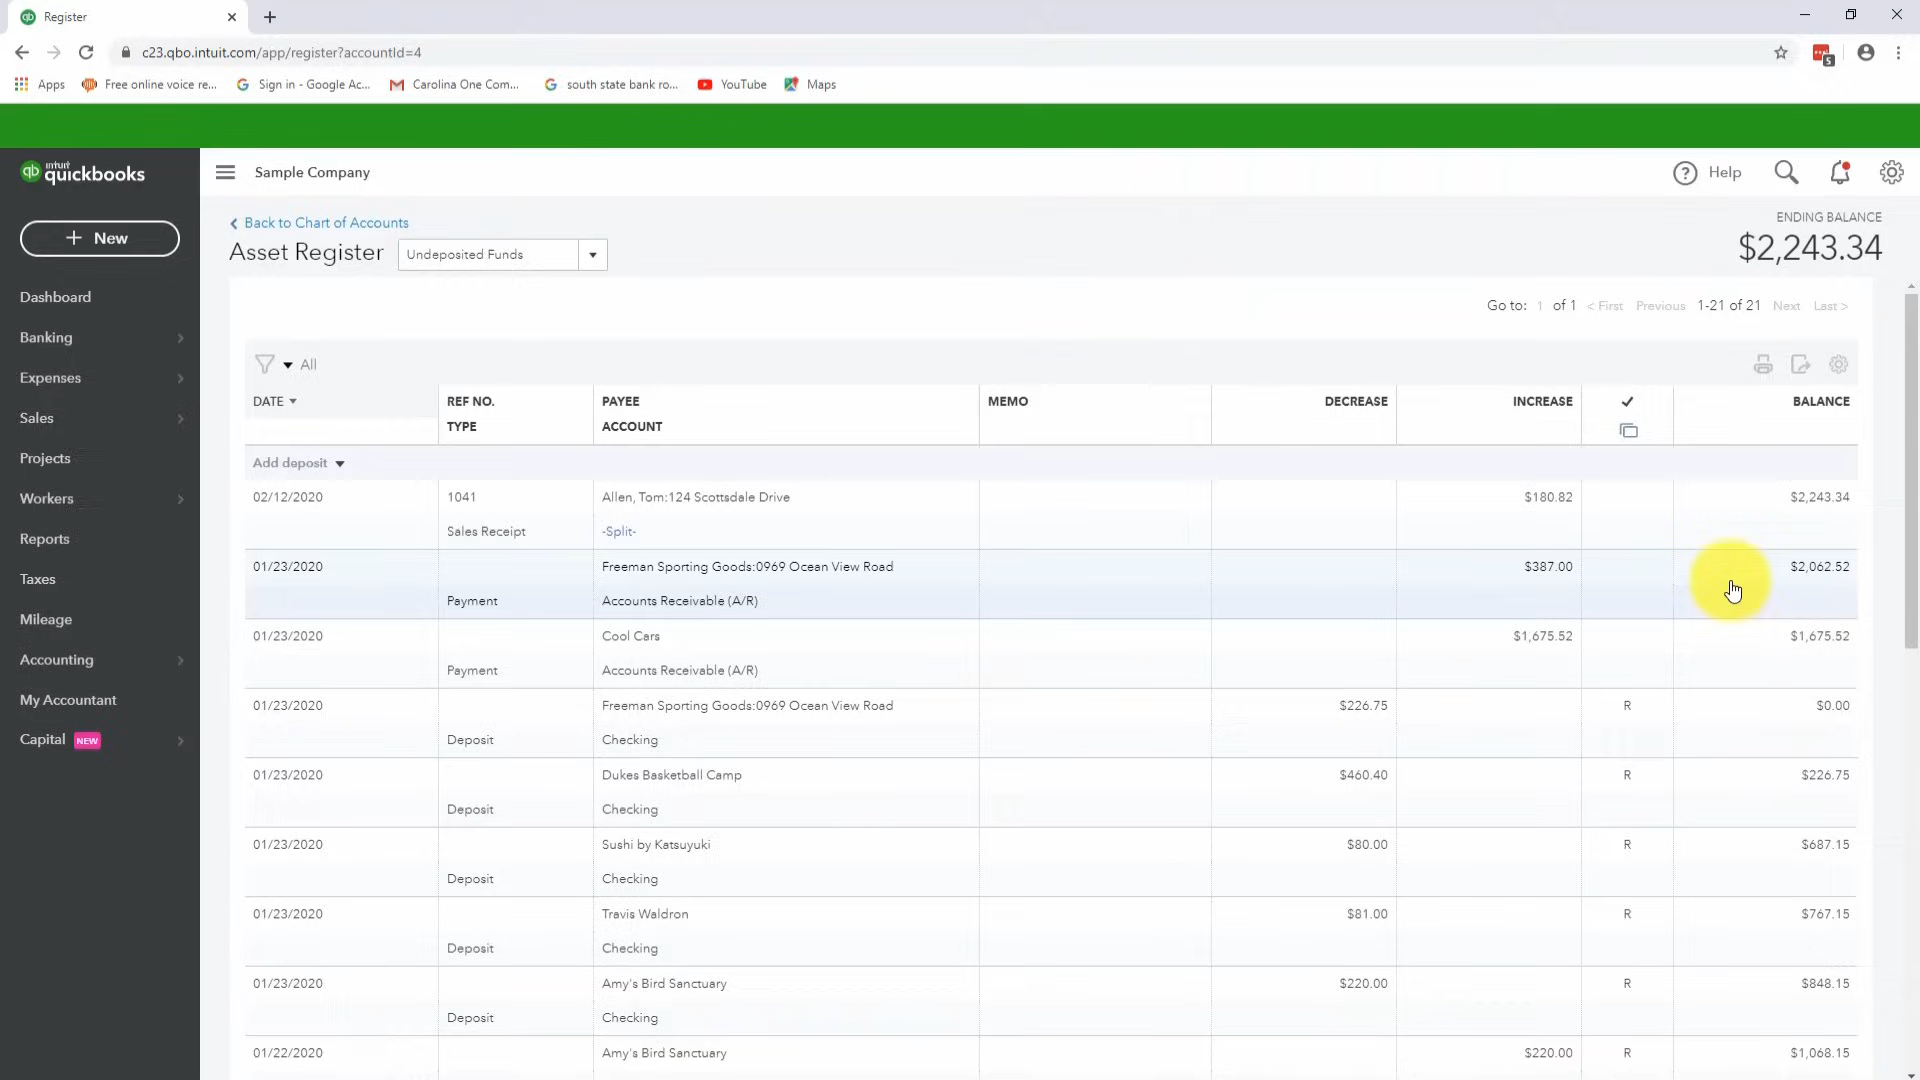 Register
c23.qbo.intuit.com/app/register?accountId=4
5
Apps Free online voice re... Sign in - Google Ac... Carolina One Com... south state bank ro... YouTube Maps
intuit quickbooks
Sample Company
Help
+ New
Back to Chart of Accounts
ENDING BALANCE
Asset Register Undeposited Funds
$2,243.34
Dashboard
Banking
Expenses
Sales
Projects
Workers
Reports
Taxes
Mileage
Accounting
My Accountant
Capital NEW
Go to: 1 of 1 < First Previous 1-21 of 21 Next Last >
All
DATE REF NO. PAYEE MEMO DECREASE INCREASE ✓ BALANCE
TYPE ACCOUNT
Add deposit
02/12/2020 1041 Allen, Tom:124 Scottsdale Drive $180.82 $2,243.34
Sales Receipt -Split-
01/23/2020 Freeman Sporting Goods:0969 Ocean View Road $387.00 $2,062.52
Payment Accounts Receivable (A/R)
01/23/2020 Cool Cars $1,675.52 $1,675.52
Payment Accounts Receivable (A/R)
01/23/2020 Freeman Sporting Goods:0969 Ocean View Road $226.75 R $0.00
Deposit Checking
01/23/2020 Dukes Basketball Camp $460.40 R $226.75
Deposit Checking
01/23/2020 Sushi by Katsuyuki $80.00 R $687.15
Deposit Checking
01/23/2020 Travis Waldron $81.00 R $767.15
Deposit Checking
01/23/2020 Amy's Bird Sanctuary $220.00 R $848.15
Deposit Checking
01/22/2020 Amy's Bird Sanctuary $220.00 R $1,068.15